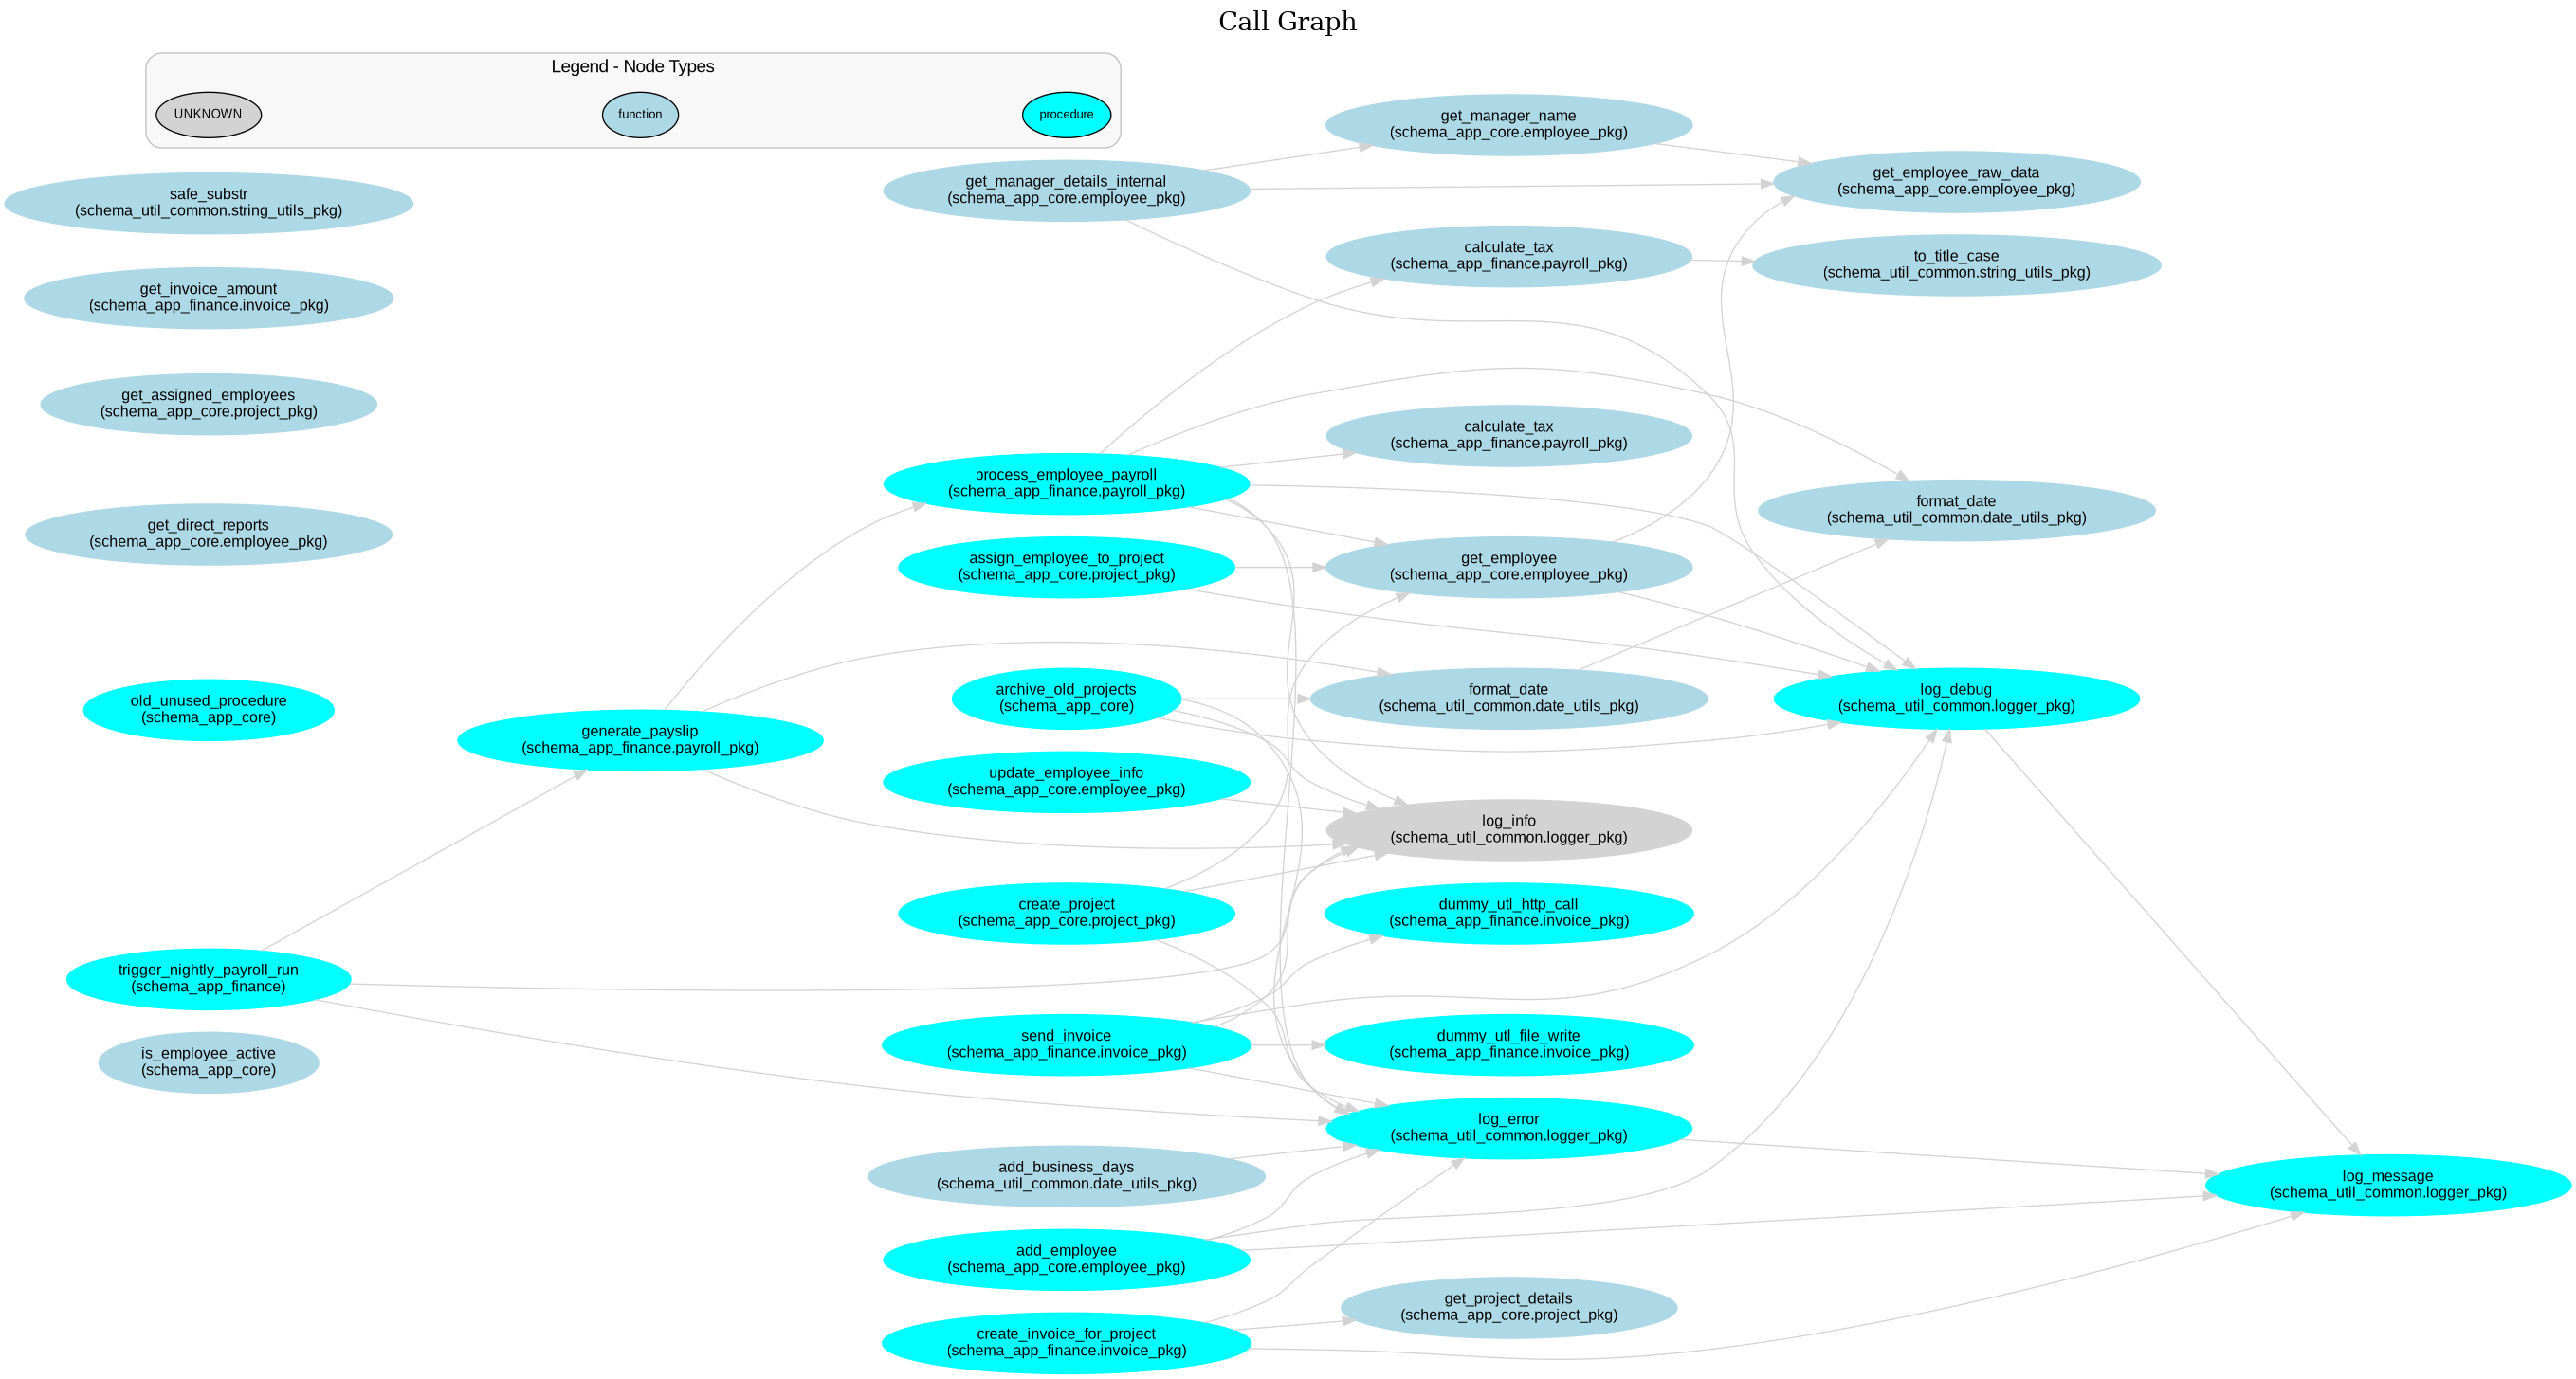 Call Graph
Legend - Node Types
UNKNOWN
function
procedure
safe_substr
(schema_util_common.string_utils_pkg)
get_invoice_amount
(schema_app_finance.invoice_pkg)
get_assigned_employees
(schema_app_core.project_pkg)
get_direct_reports
(schema_app_core.employee_pkg)
old_unused_procedure
(schema_app_core)
trigger_nightly_payroll_run
(schema_app_finance)
is_employee_active
(schema_app_core)
generate_payslip
(schema_app_finance.payroll_pkg)
get_manager_details_internal
(schema_app_core.employee_pkg)
process_employee_payroll
(schema_app_finance.payroll_pkg)
assign_employee_to_project
(schema_app_core.project_pkg)
archive_old_projects
(schema_app_core)
update_employee_info
(schema_app_core.employee_pkg)
create_project
(schema_app_core.project_pkg)
send_invoice
(schema_app_finance.invoice_pkg)
add_business_days
(schema_util_common.date_utils_pkg)
add_employee
(schema_app_core.employee_pkg)
create_invoice_for_project
(schema_app_finance.invoice_pkg)
get_manager_name
(schema_app_core.employee_pkg)
calculate_tax
(schema_app_finance.payroll_pkg)
calculate_tax
(schema_app_finance.payroll_pkg)
get_employee
(schema_app_core.employee_pkg)
format_date
(schema_util_common.date_utils_pkg)
log_info
(schema_util_common.logger_pkg)
dummy_utl_http_call
(schema_app_finance.invoice_pkg)
dummy_utl_file_write
(schema_app_finance.invoice_pkg)
log_error
(schema_util_common.logger_pkg)
get_project_details
(schema_app_core.project_pkg)
get_employee_raw_data
(schema_app_core.employee_pkg)
to_title_case
(schema_util_common.string_utils_pkg)
format_date
(schema_util_common.date_utils_pkg)
log_debug
(schema_util_common.logger_pkg)
log_message
(schema_util_common.logger_pkg)